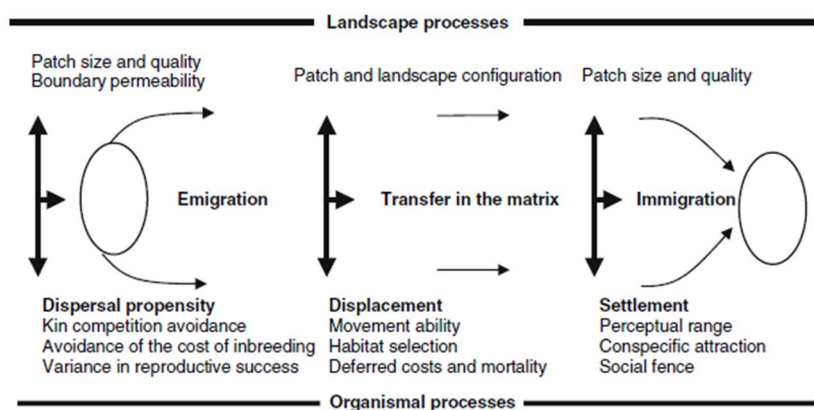 Landscape processes
Patch size and quality
Boundary permeability
Patch and landscape configuration
Patch size and quality
Emigration
Transfer in the matrix
Immigration
Dispersal propensity
Kin competition avoidance
Avoidance of the cost of inbreeding
Variance in reproductive success
Displacement
Movement ability
Habitat selection
Deferred costs and mortality
Settlement
Perceptual range
Conspecific attraction
Social fence
Organismal processes